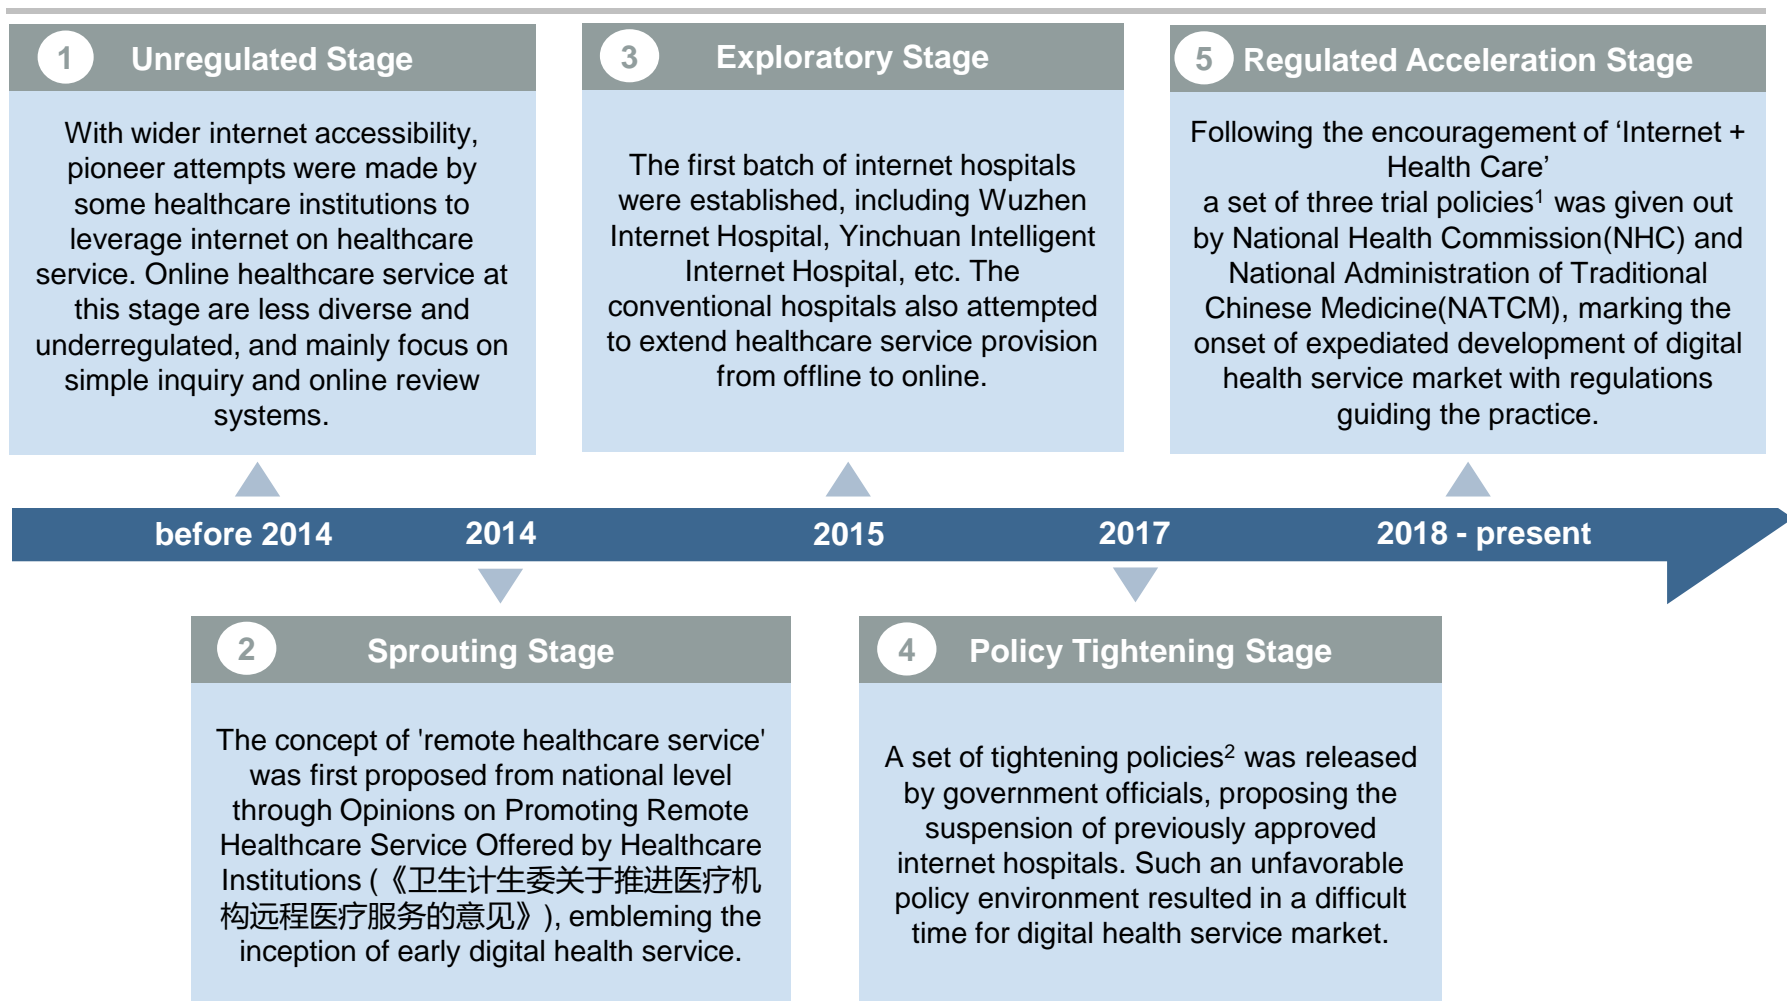 1 Unregulated Stage
With wider internet accessibility,
pioneer attempts were made by
some healthcare institutions to
leverage internet on healthcare
service. Online healthcare service at
this stage are less diverse and
underregulated, and mainly focus on
simple inquiry and online review
systems.
3 Exploratory Stage
The first batch of internet hospitals
were established, including Wuzhen
Internet Hospital, Yinchuan Intelligent
Internet Hospital, etc. The
conventional hospitals also attempted
to extend healthcare service provision
from offline to online.
5 Regulated Acceleration Stage
Following the encouragement of ‘Internet +
Health Care’
a set of three trial policies¹ was given out
by National Health Commission(NHC) and
National Administration of Traditional
Chinese Medicine(NATCM), marking the
onset of expediated development of digital
health service market with regulations
guiding the practice.
before 2014 2014 2015 2017 2018 - present
2 Sprouting Stage
The concept of 'remote healthcare service'
was first proposed from national level
through Opinions on Promoting Remote
Healthcare Service Offered by Healthcare
Institutions (《卫生计生委关于推进医疗机
构远程医疗服务的意见》), embleming the
inception of early digital health service.
4 Policy Tightening Stage
A set of tightening policies² was released
by government officials, proposing the
suspension of previously approved
internet hospitals. Such an unfavorable
policy environment resulted in a difficult
time for digital health service market.